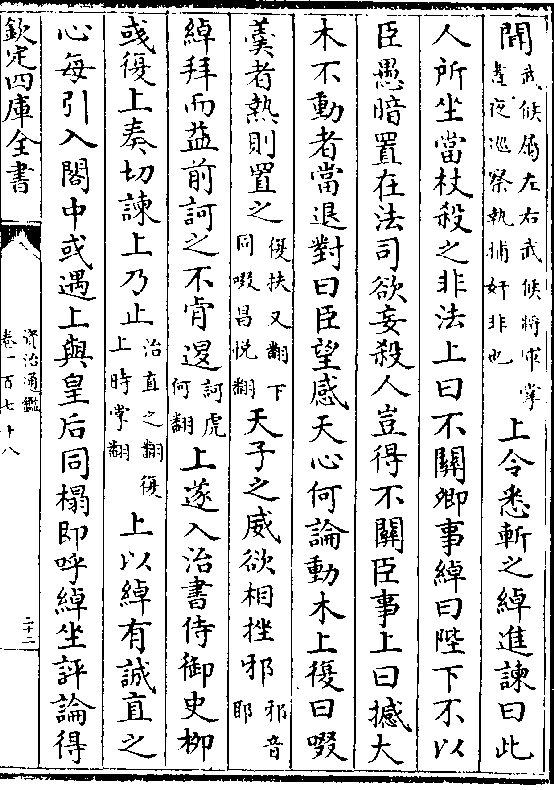 聞武候屬左右武候將軍掌晝夜巡察執捕奸非也上令悉斬之綽進諫曰此
人所坐當杖殺之非法上曰不關卿事綽曰陛下不以
臣愚暗置在法司欲妄殺人豈得不關臣事上曰撼大
木不動者當退對曰臣望感天心何論動木上復曰啜
羮者熱則置之復扶又翻下同啜昌悅翻天子之威欲相挫邪邪音耶
綽拜而益前訶之不肯退訶虎何翻上遂入治書侍御史柳
彧復上奏切諫上乃止治直之翻復上時掌翻上以綽有誠直之
心每引入閤中或遇上與皇后同榻即呼綽坐評論得
欽定四庫全書
資治通鑑
卷一百七十八
二十二